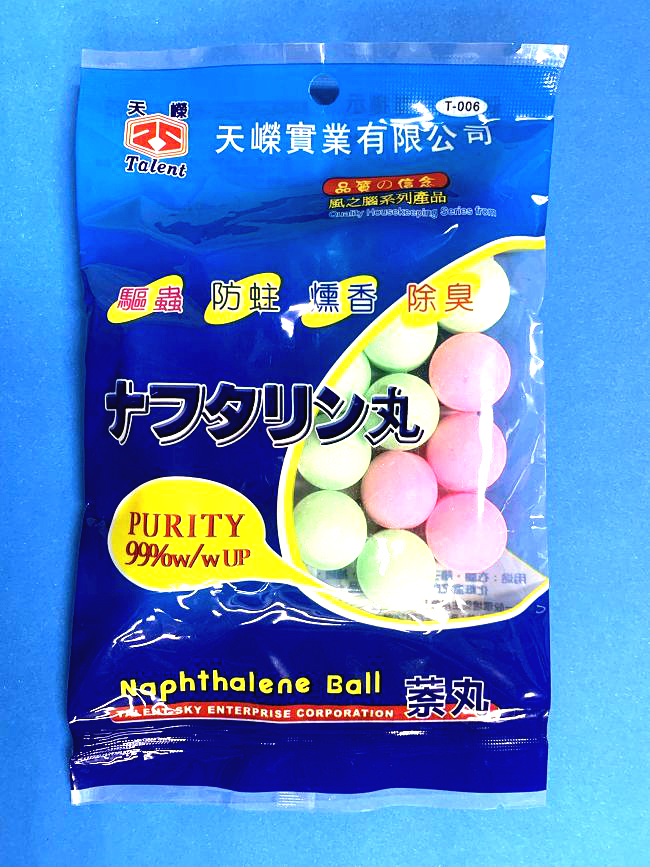 T-006
天嶸
Talent
天嶸實業有限公司
品質の信念
風之腦系列產品
Quality Housekeeping Series from
驅蟲 防蛀 燻香 除臭
ナフタリン丸
PURITY
99%w/w UP
Naphthalene Ball 萘丸
TALENT SKY ENTERPRISE CORPORATION